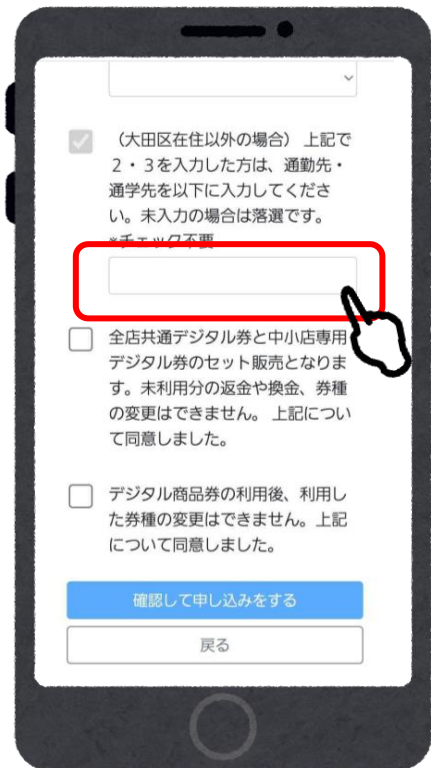 （大田区在住以外の場合） 上記で
２・３を入力した方は、通勤先・
通学先を以下に入力してくださ
い。未入力の場合は落選です。
*チェック不要
全店共通デジタル券と中小店専用
デジタル券のセット販売となりま
す。未利用分の返金や換金、券種
の変更はできません。 上記につい
て同意しました。
デジタル商品券の利用後、利用し
た券種の変更はできません。上記
について同意しました。
確認して申し込みをする
戻る